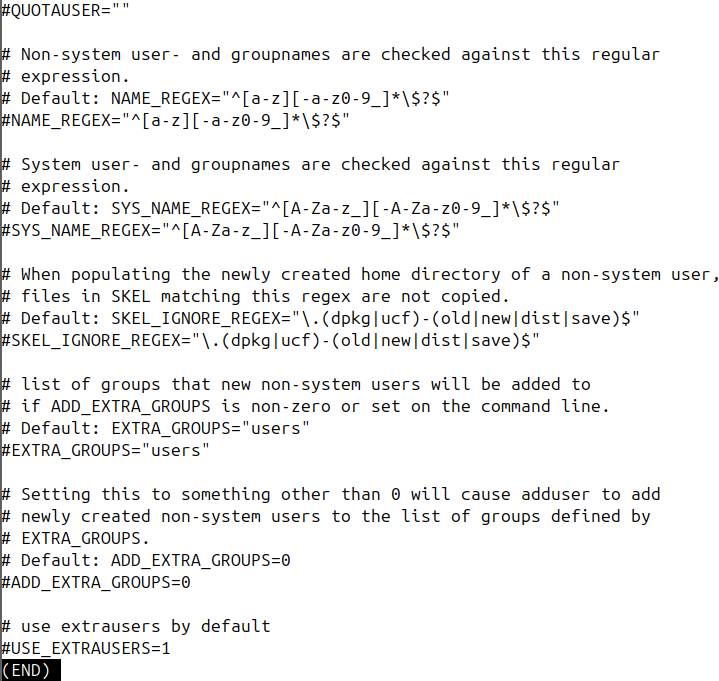 #QUOTAUSER=""
# Non-system user- and groupnames are checked against this regular
# expression.
# Default: NAME_REGEX="^[a-z][-a-z0-9_]*\$?$"
#NAME_REGEX="^[a-z][-a-z0-9_]*\$?$"
# System user- and groupnames are checked against this regular
# expression.
# Default: SYS_NAME_REGEX="^[A-Za-z_][-A-Za-z0-9_]*\$?$"
#SYS_NAME_REGEX="^[A-Za-z_][-A-Za-z0-9_]*\$?$"
# When populating the newly created home directory of a non-system user,
# files in SKEL matching this regex are not copied.
# Default: SKEL_IGNORE_REGEX="\.(dpkg|ucf)-(old|new|dist|save)$"
#SKEL_IGNORE_REGEX="\.(dpkg|ucf)-(old|new|dist|save)$"
# list of groups that new non-system users will be added to
# if ADD_EXTRA_GROUPS is non-zero or set on the command line.
# Default: EXTRA_GROUPS="users"
#EXTRA_GROUPS="users"
# Setting this to something other than 0 will cause adduser to add
# newly created non-system users to the list of groups defined by
# EXTRA_GROUPS.
# Default: ADD_EXTRA_GROUPS=0
#ADD_EXTRA_GROUPS=0
# use extrausers by default
#USE_EXTRAUSERS=1
(END)